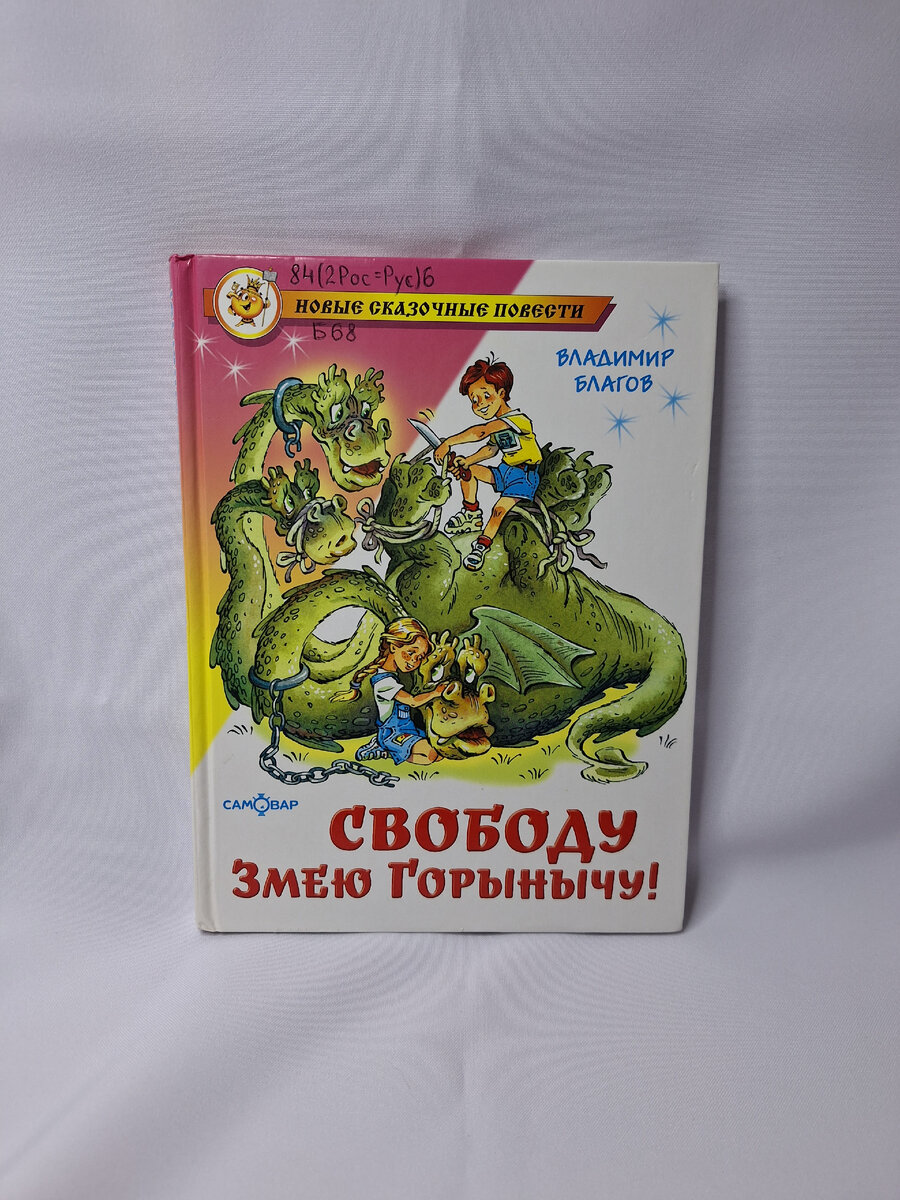 84(2Рос=Рус)6
НОВЫЕ СКАЗОЧНЫЕ ПОВЕСТИ
Б68
ВЛАДИМИР
БЛАГОВ
САМОВАР
СВОБОДУ
ЗМЕЮ ГОРЫНЫЧУ!